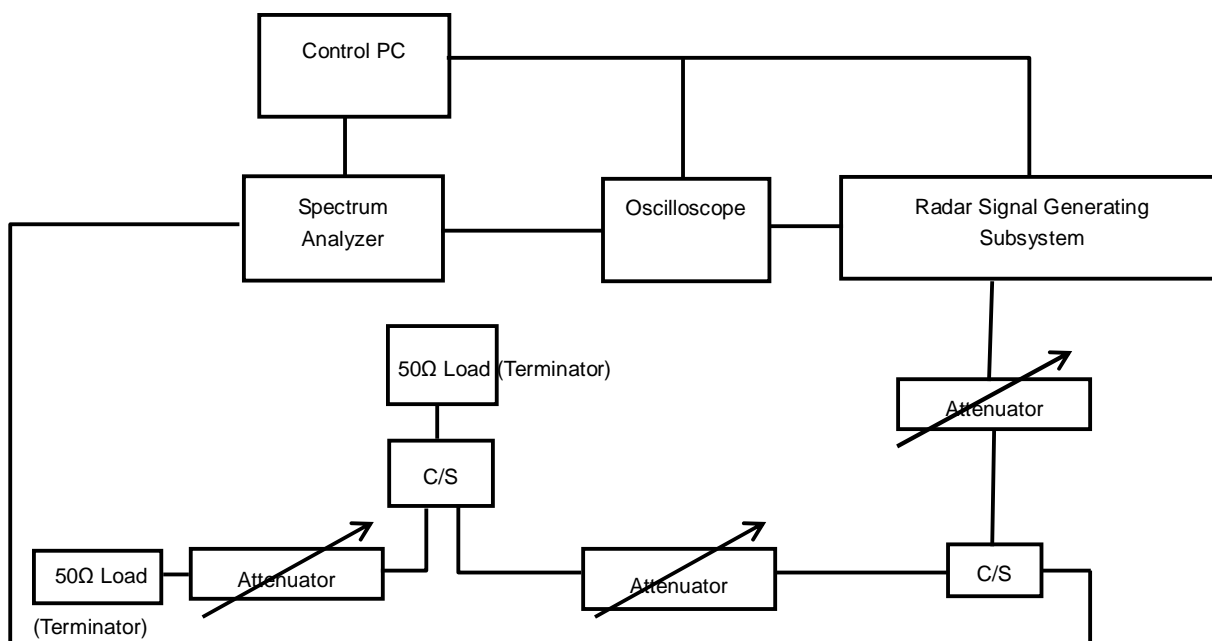 Control PC
Spectrum
Analyzer
Oscilloscope
Radar Signal Generating
Subsystem
50Ω Load (Terminator)
Attenuator
C/S
50Ω Load
(Terminator)
Attenuator
Attenuator
C/S